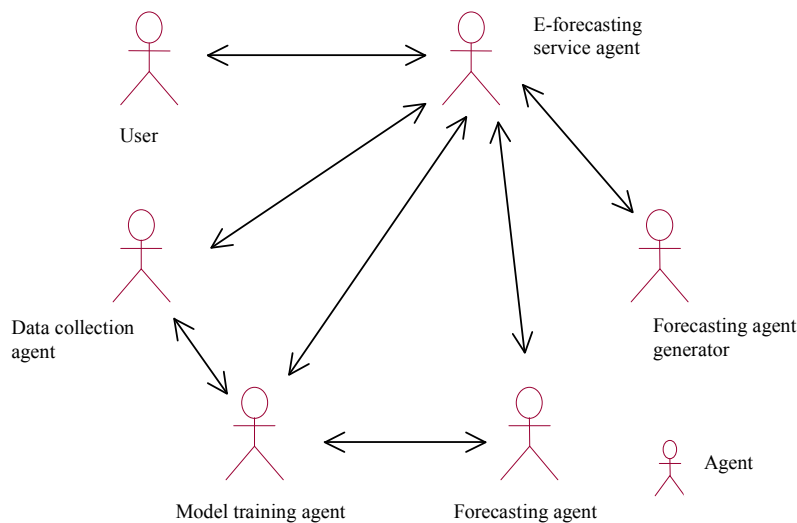 E-forecasting
service agent
User
Data collection
agent
Forecasting agent
generator
Model training agent
Forecasting agent
Agent